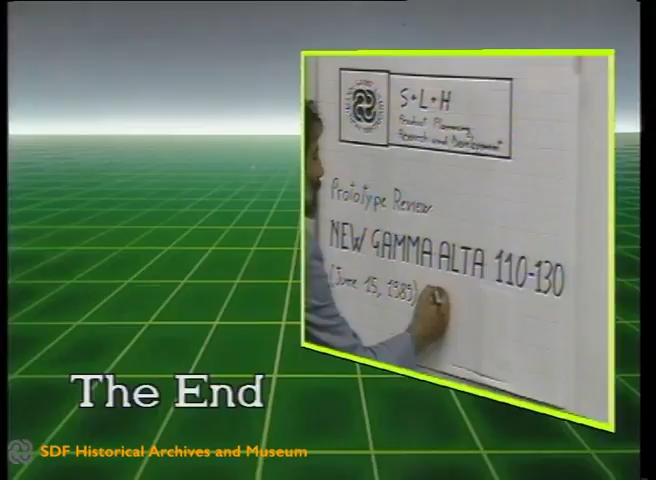 S+L+H
Product Planning
Research and Development
Prototype Review
NEW GAMMA ALTA 110-130
(June 15, 1989)
The End
SDF Historical Archives and Museum